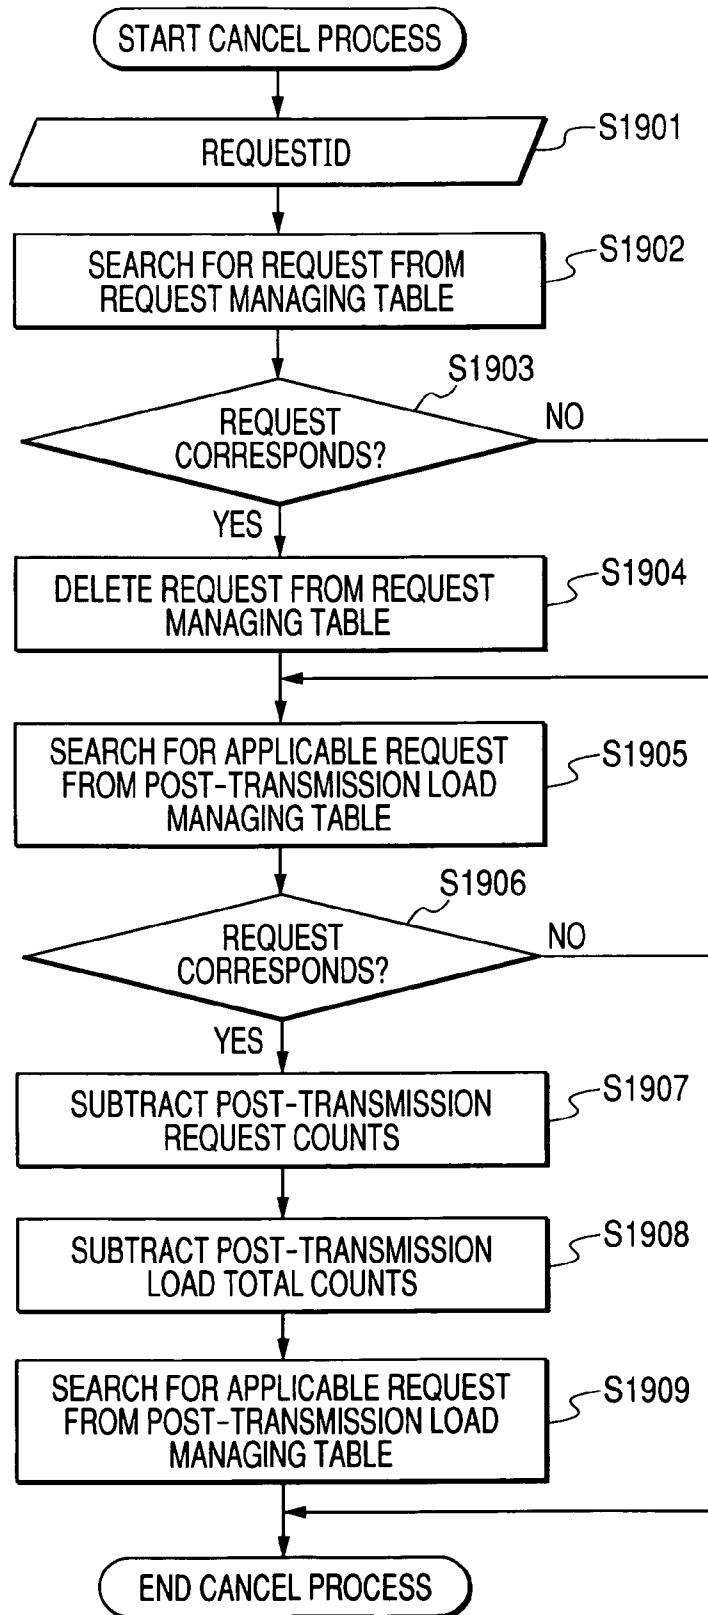 START CANCEL PROCESS
REQUESTID
S1901
SEARCH FOR REQUEST FROM
REQUEST MANAGING TABLE
S1902
S1903
REQUEST
CORRESPONDS?
NO
YES
DELETE REQUEST FROM REQUEST
MANAGING TABLE
S1904
SEARCH FOR APPLICABLE REQUEST
FROM POST-TRANSMISSION LOAD
MANAGING TABLE
S1905
S1906
REQUEST
CORRESPONDS?
NO
YES
SUBTRACT POST-TRANSMISSION
REQUEST COUNTS
S1907
SUBTRACT POST-TRANSMISSION
LOAD TOTAL COUNTS
S1908
SEARCH FOR APPLICABLE REQUEST
FROM POST-TRANSMISSION LOAD
MANAGING TABLE
S1909
END CANCEL PROCESS